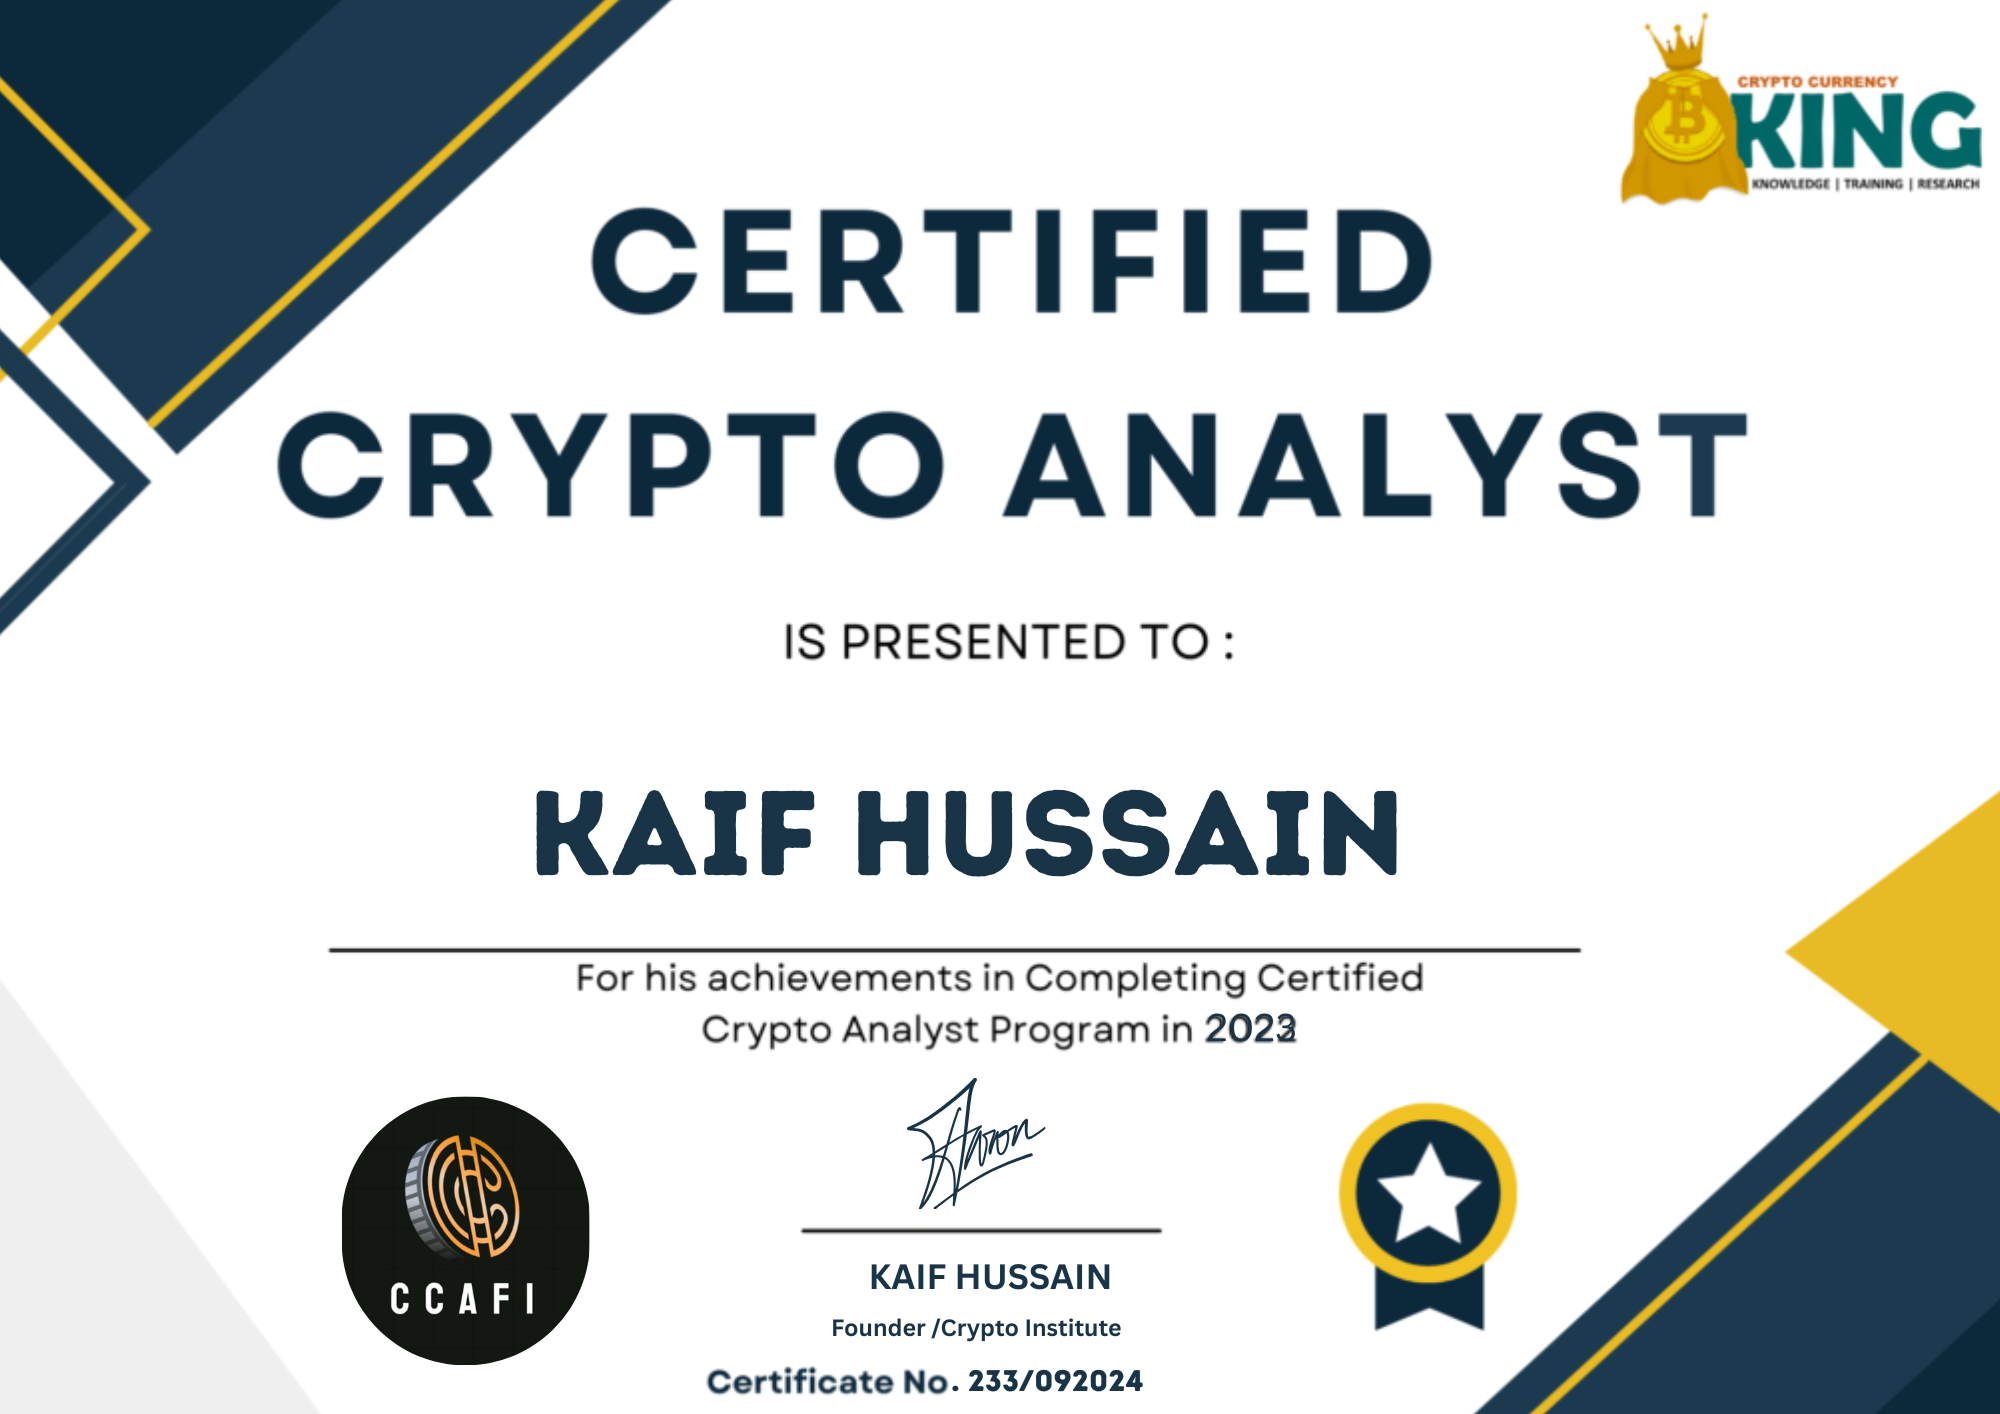 CRYPTO CURRENCY
KING
KNOWLEDGE | TRAINING | RESEARCH
CERTIFIED
CRYPTO ANALYST
IS PRESENTED TO :
KAIF HUSSAIN
For his achievements in Completing Certified
Crypto Analyst Program in 2023
CCAFI
KAIF HUSSAIN
Founder /Crypto Institute
Certificate No. 233/092024